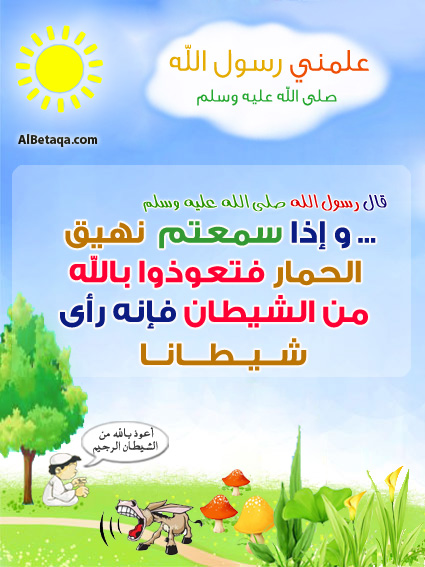 علمني رسول الله
صلى الله عليه وسلم
AlBetaqa.com
قال رسول الله صلى الله عليه وسلم
... و إذا سمعتم نهيق
الحمار فتعوذوا بالله
من الشيطان فإنه رأى
شيطانا
أعوذ بالله من
الشيطان الرجيم